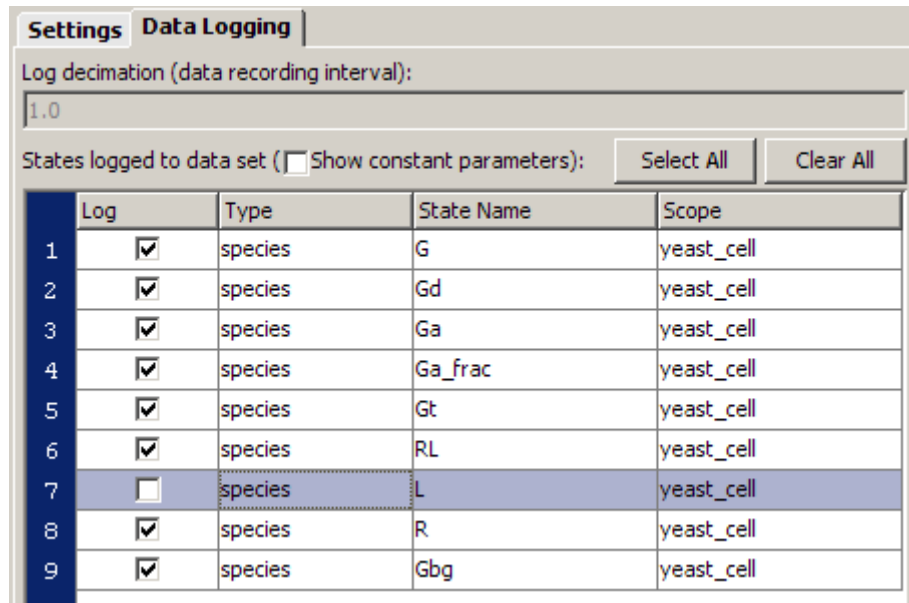 Settings Data Logging
Log decimation (data recording interval):
1.0
States logged to data set ( Show constant parameters): Select All Clear All
Log Type State Name Scope
1 species G yeast_cell
2 species Gd yeast_cell
3 species Ga yeast_cell
4 species Ga_frac yeast_cell
5 species Gt yeast_cell
6 species RL yeast_cell
7 species L yeast_cell
8 species R yeast_cell
9 species Gbg yeast_cell